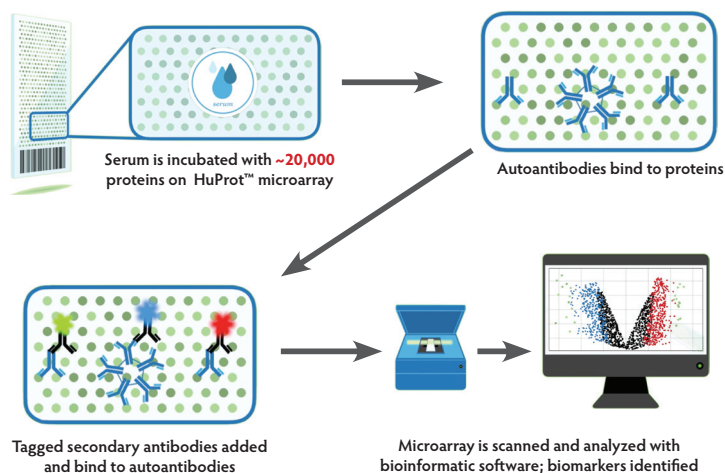 serum
Serum is incubated with ~20,000
proteins on HuProt™ microarray
Autoantibodies bind to proteins
Tagged secondary antibodies added
and bind to autoantibodies
Microarray is scanned and analyzed with
bioinformatic software; biomarkers identified